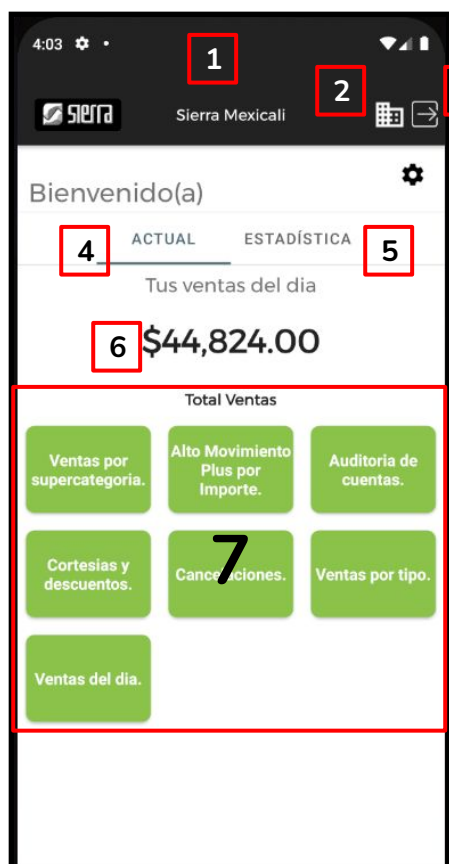 4:03
1
2
sierra
Sierra Mexicali
Bienvenido(a)
4
ACTUAL
ESTADÍSTICA
5
Tus ventas del dia
6
$44,824.00
Total Ventas
Ventas por
supercategoria.
Alto Movimiento
Plus por
Importe.
Auditoria de
cuentas.
Cortesias y
descuentos.
Cancelaciones.
7
Ventas por tipo.
Ventas del dia.